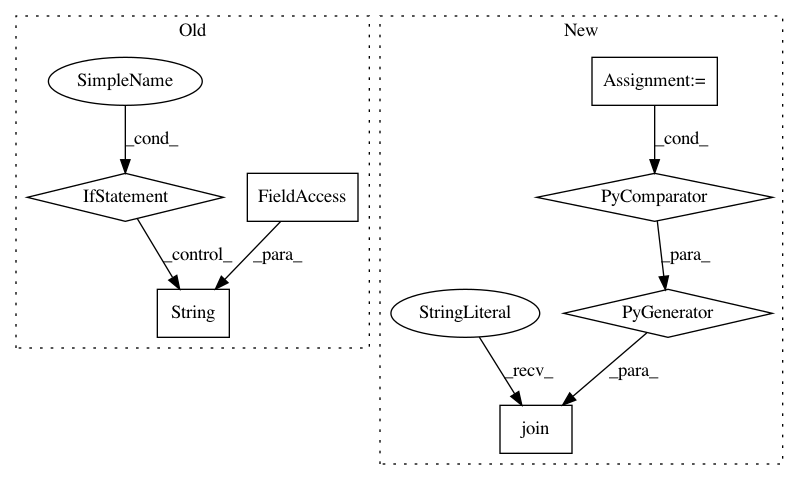 Old
New
SimpleName
Assignment:=
_cond_
_cond_
IfStatement
FieldAccess
PyComparator
_control_
_para_
_para_
String
StringLiteral
PyGenerator
_recv_
_para_
join